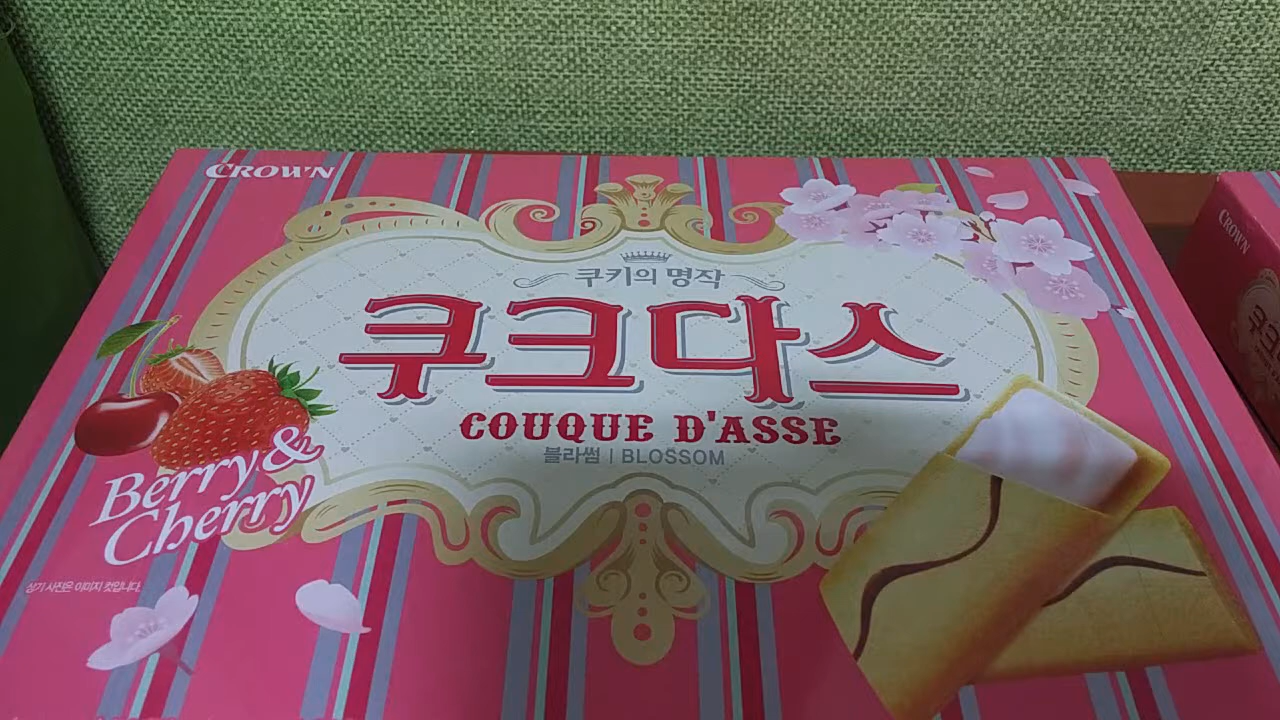 CROWN
쿠키의 명작
쿠크다스
COUQUE D'ASSE
블라썸 | BLOSSOM
Berry &
Cherry
상기 사진은 이미지 컷입니다.
CROWN